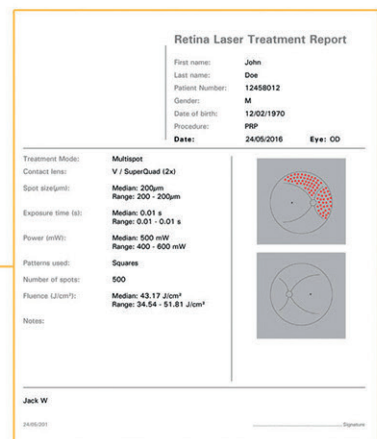 Retina Laser Treatment Report
First name: John
Last name: Doe
Patient Number: 12458012
Gender: M
Date of birth: 12/02/1970
Procedure: PRP
Date: 24/05/2016 Eye: OD
Treatment Mode: Multispot
Contact lens: V / SuperQuad (2x)
Spot size(µm): Median: 200µm
Range: 200 - 200µm
Exposure time (s): Median: 0.01 s
Range: 0.01 - 0.01 s
Power (mW): Median: 500 mW
Range: 400 - 600 mW
Patterns used: Squares
Number of spots: 500
Fluence (J/cm²): Median: 43.17 J/cm²
Range: 34.54 - 51.81 J/cm²
Notes:
Jack W
24/05/201
Signature